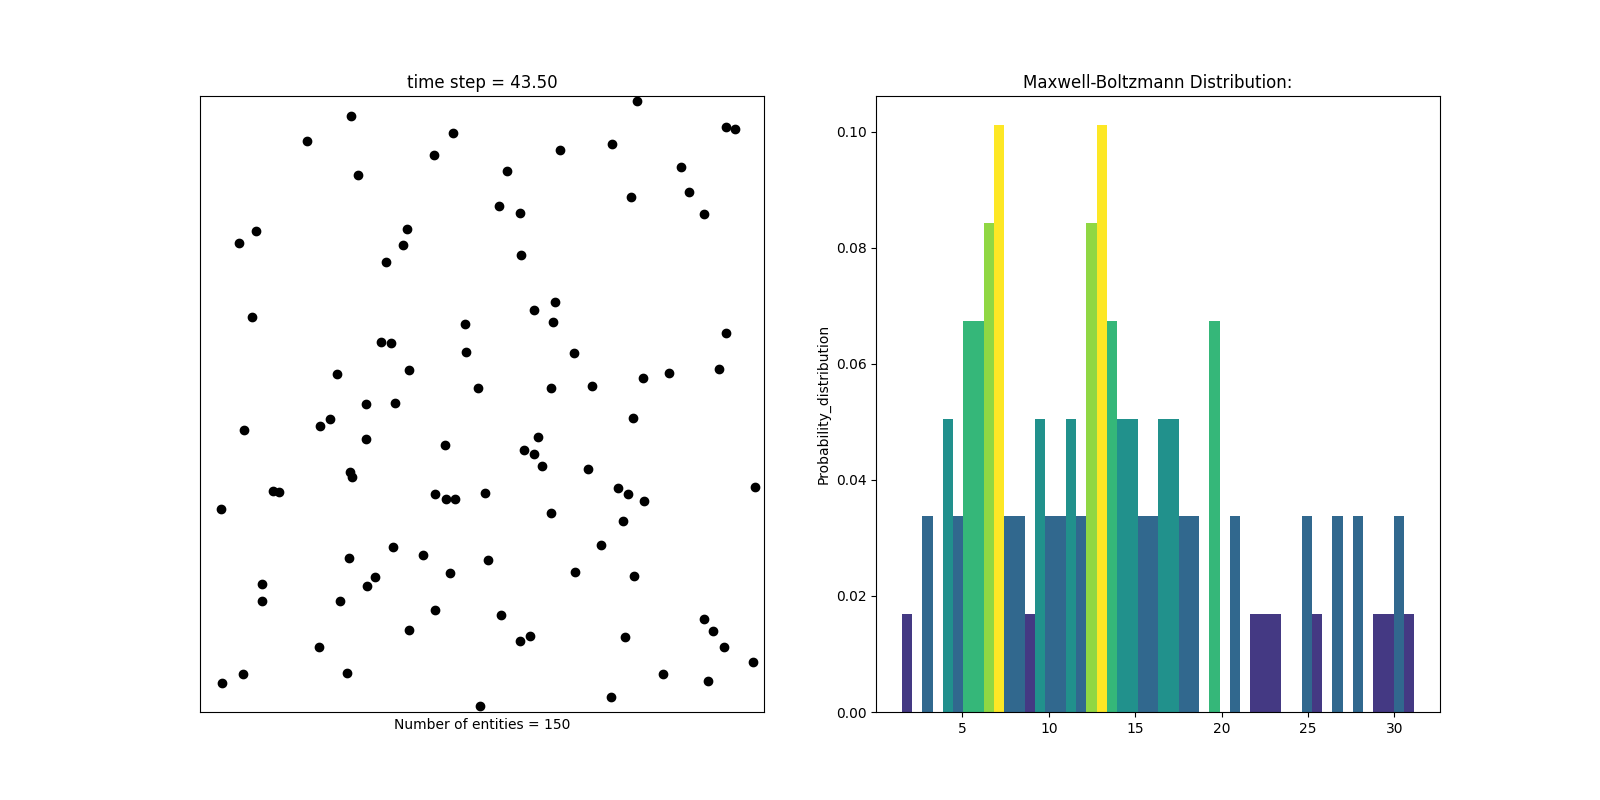 time step = 43.50
Number of entities = 150
Maxwell-Boltzmann Distribution:
Probability_distribution
0.10
0.08
0.06
0.04
0.02
0.00
5 10 15 20 25 30